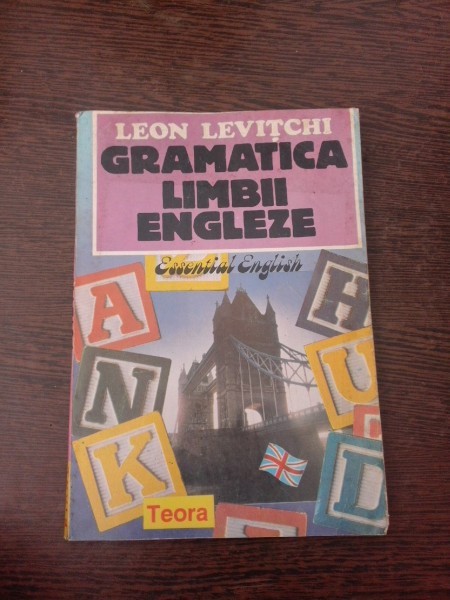 LEON LEVIȚCHI
GRAMATICA
LIMBII
ENGLEZE
Essential English
A
H
N
U
K
D
Teora